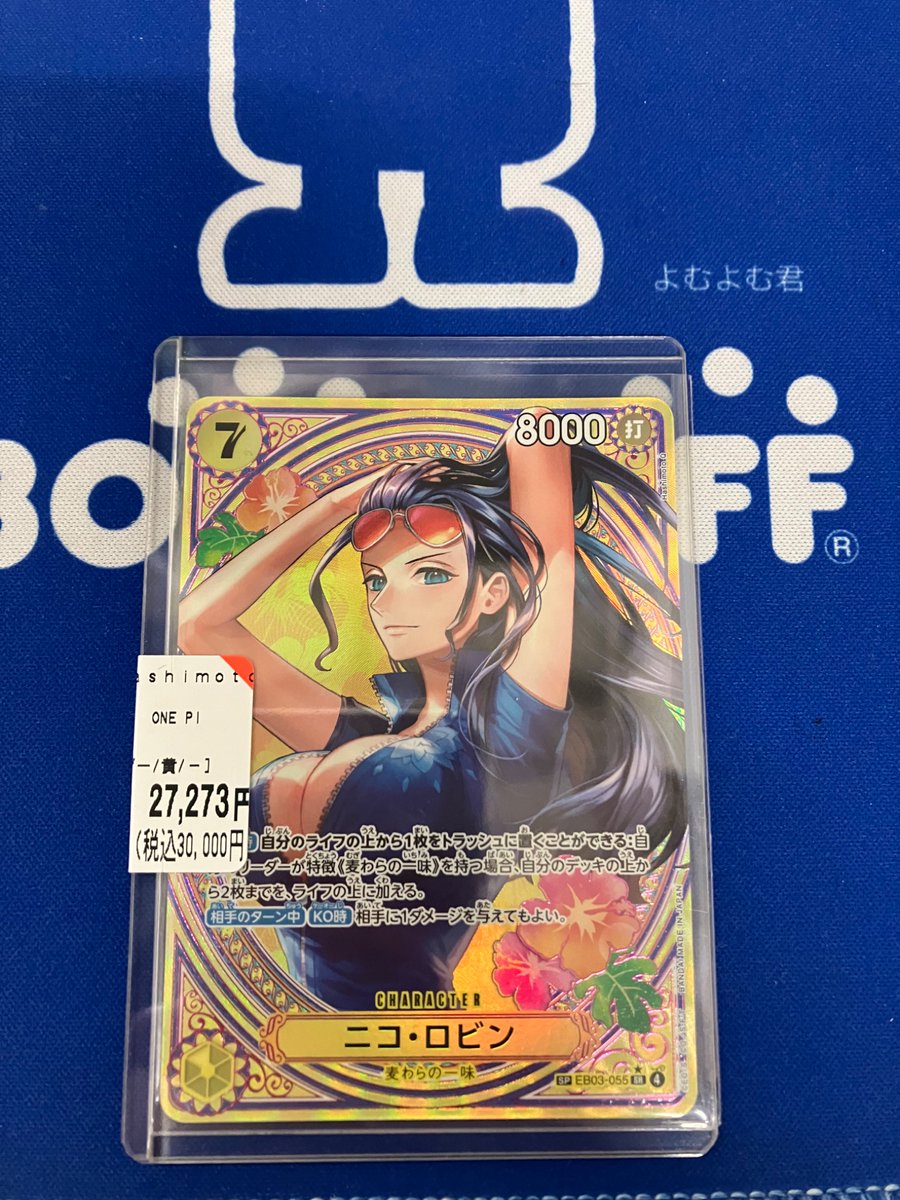 よむよむ君
BO FF®
7
8000
打
Hashimoto Q
ashimoto
ONE PI
ー/黄/ー]
27,273円
(税込30,000円
自分のライフの上から1枚をトラッシュに置くことができる:自
リーダーが特徴《麦わらの一味》を持つ場合、自分のデッキの上か
ら2枚までを、ライフの上に加える。
相手のターン中 KO時 相手に1ダメージを与えてもよい。
CHARACTER
ニコ・ロビン
麦わらの一味
SP EB03-055 SR 4
BANDAI MADE IN JAPAN